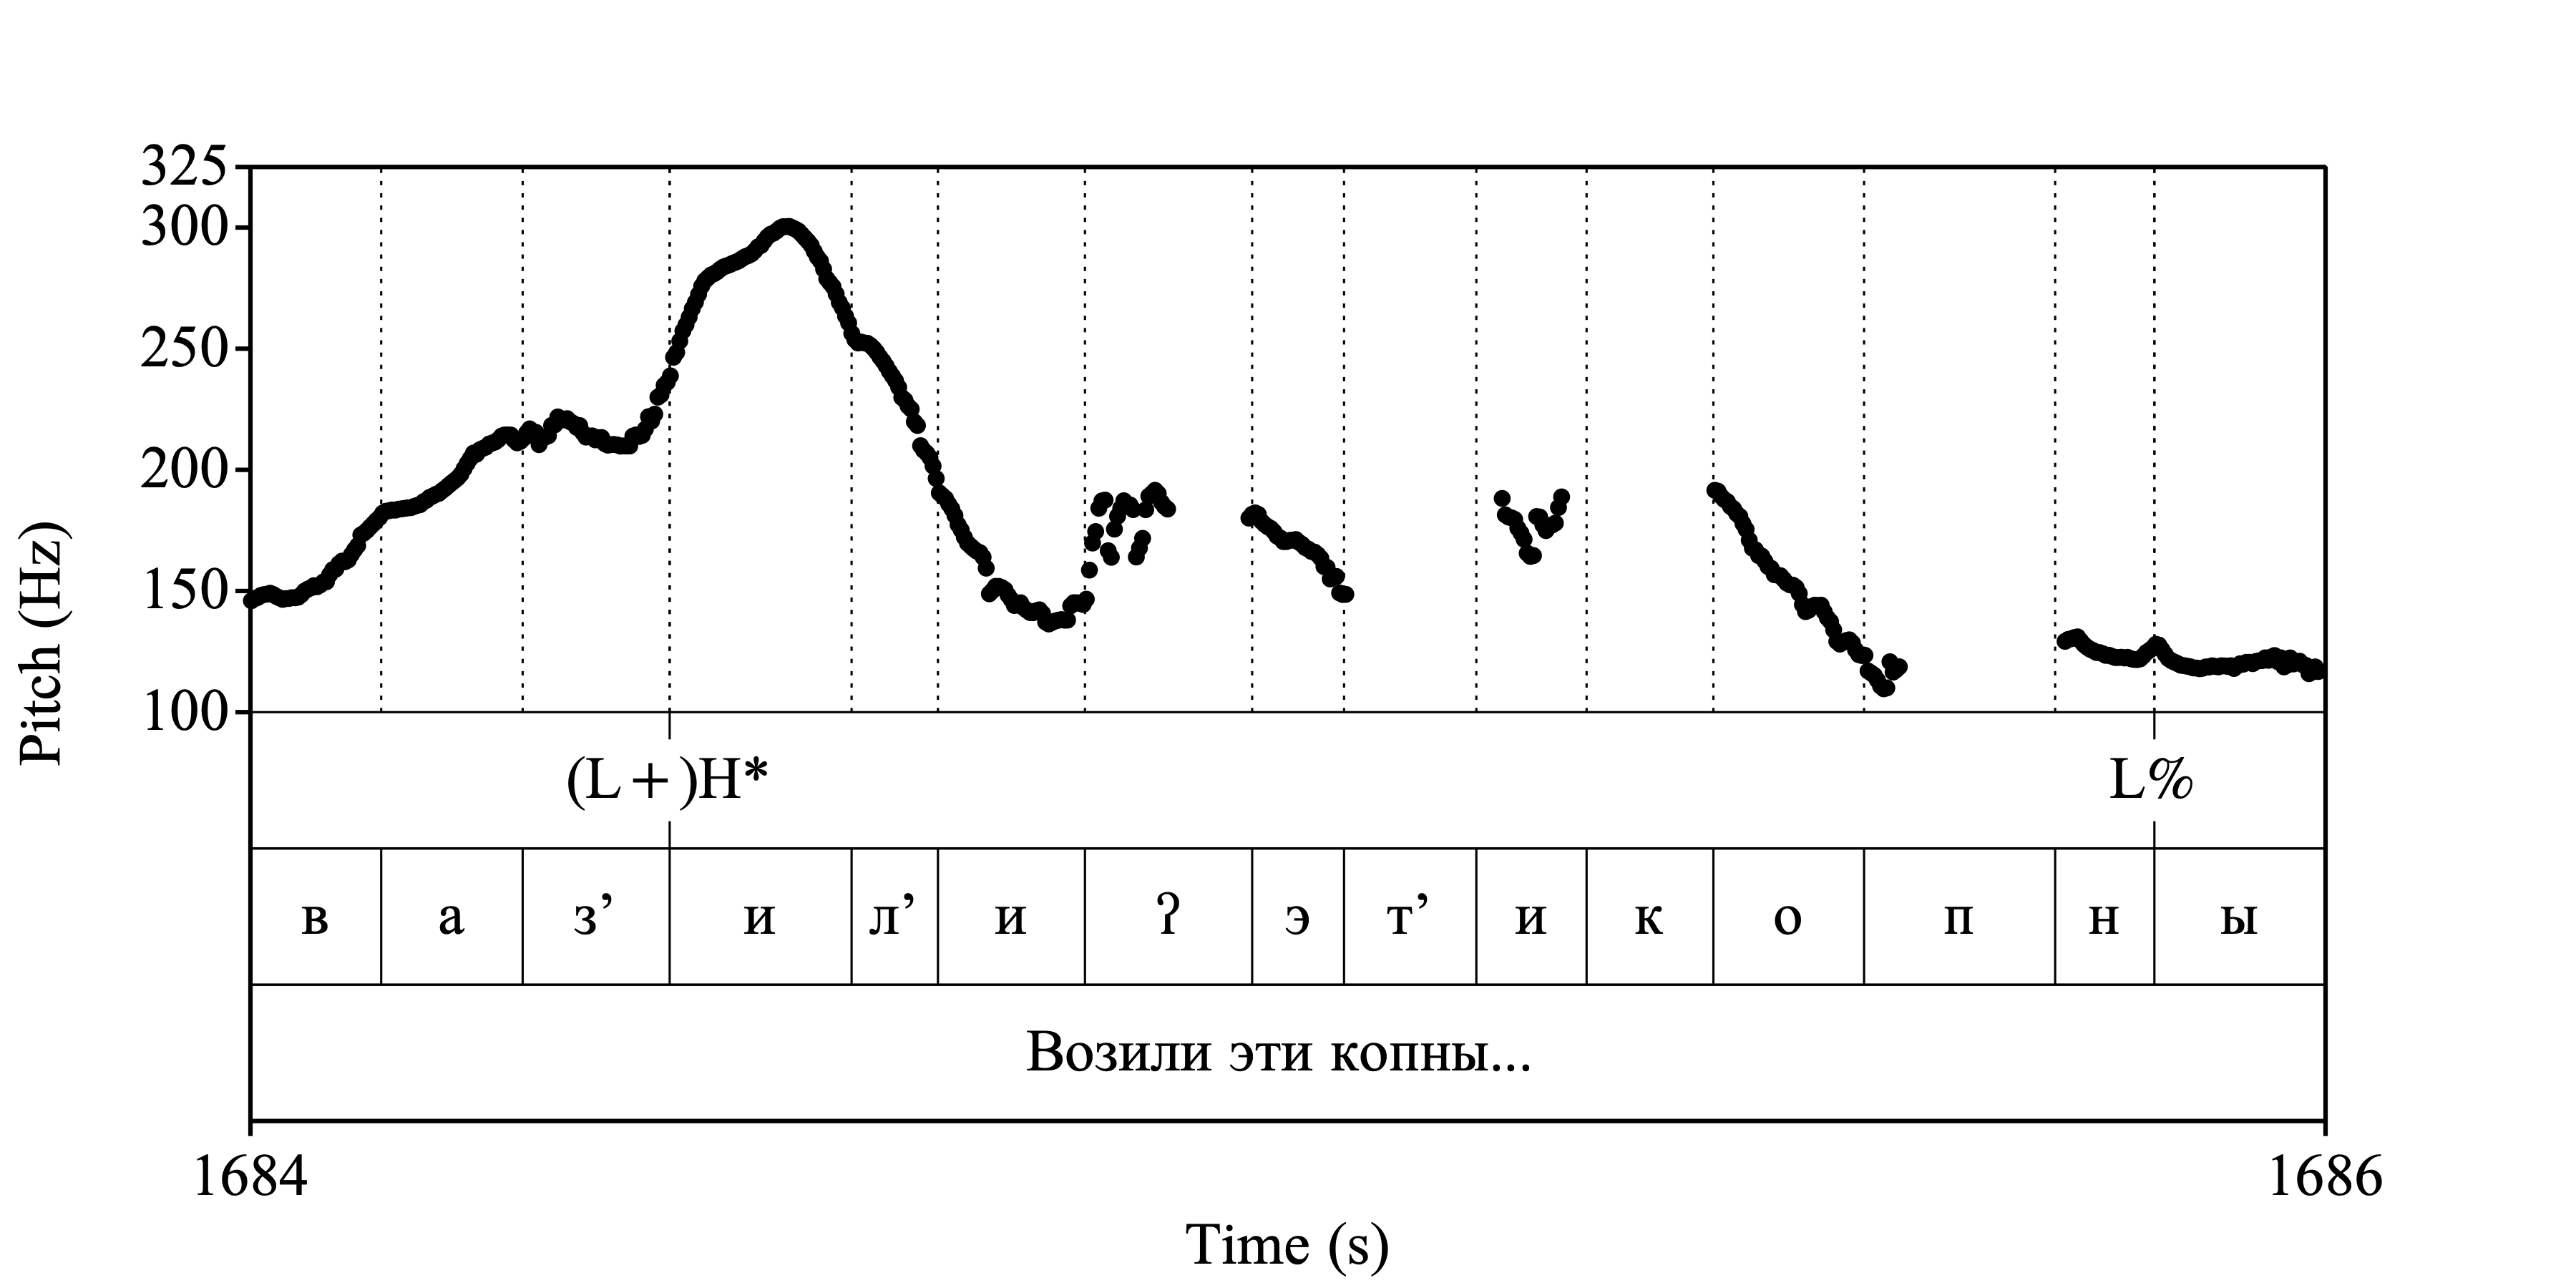 325
300
250
200
150
100
Pitch (Hz)
(L+)H* L%
в а з’ и л’ и ʔ э т’ и к о п н ы
Возили эти копны...
1684 1686
Time (s)